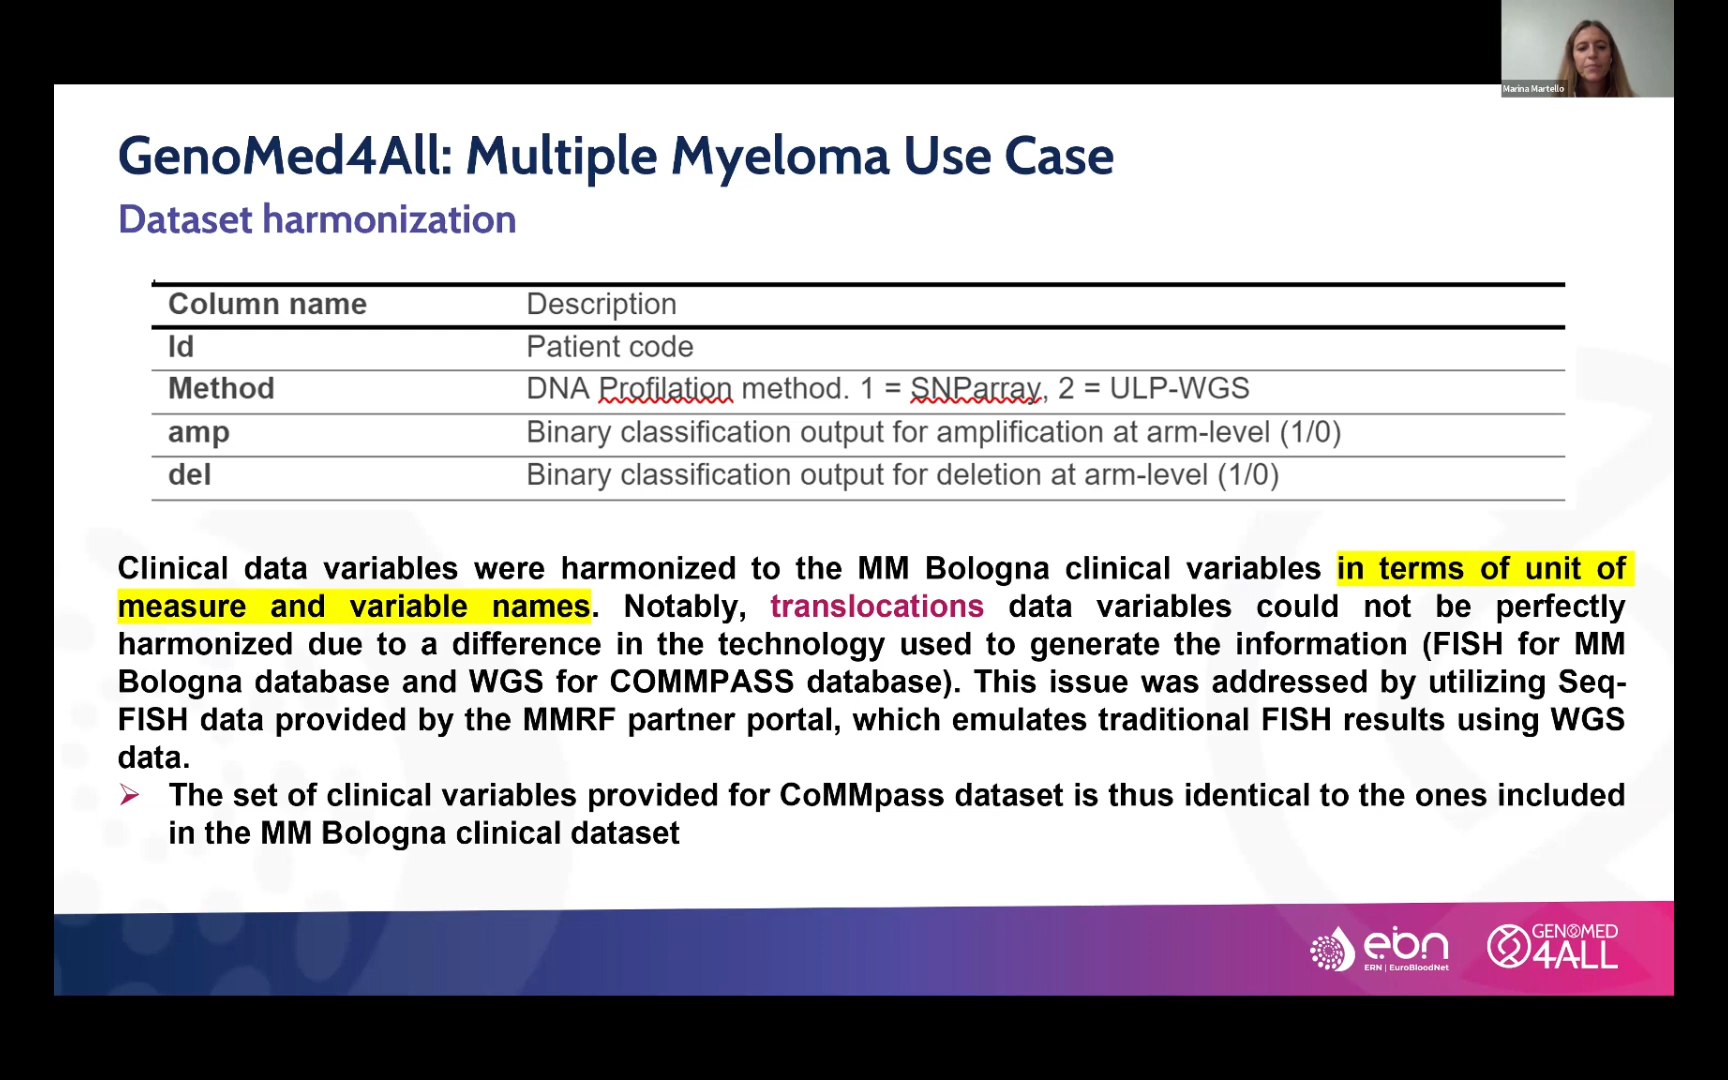 Marina Martello
GenoMed4All: Multiple Myeloma Use Case
Dataset harmonization
Column name Description
Id Patient code
Method DNA Profilation method. 1 = SNParray, 2 = ULP-WGS
amp Binary classification output for amplification at arm-level (1/0)
del Binary classification output for deletion at arm-level (1/0)
Clinical data variables were harmonized to the MM Bologna clinical variables in terms of unit of
measure and variable names. Notably, translocations data variables could not be perfectly
harmonized due to a difference in the technology used to generate the information (FISH for MM
Bologna database and WGS for COMMPASS database). This issue was addressed by utilizing Seq-
FISH data provided by the MMRF partner portal, which emulates traditional FISH results using WGS
data.
➢ The set of clinical variables provided for CoMMpass dataset is thus identical to the ones included
in the MM Bologna clinical dataset
ebn
ERN | EuroBloodNet
GENOMED
4ALL